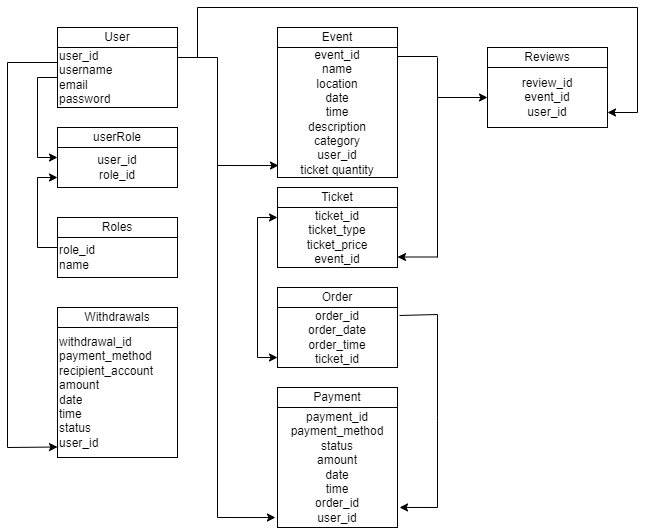 User
user_id
username
email
password
userRole
user_id
role_id
Roles
role_id
name
Withdrawals
withdrawal_id
payment_method
recipient_account
amount
date
time
status
user_id
Event
event_id
name
location
date
time
description
category
user_id
ticket quantity
Ticket
ticket_id
ticket_type
ticket_price
event_id
Order
order_id
order_date
order_time
ticket_id
Payment
payment_id
payment_method
status
amount
date
time
order_id
user_id
Reviews
review_id
event_id
user_id